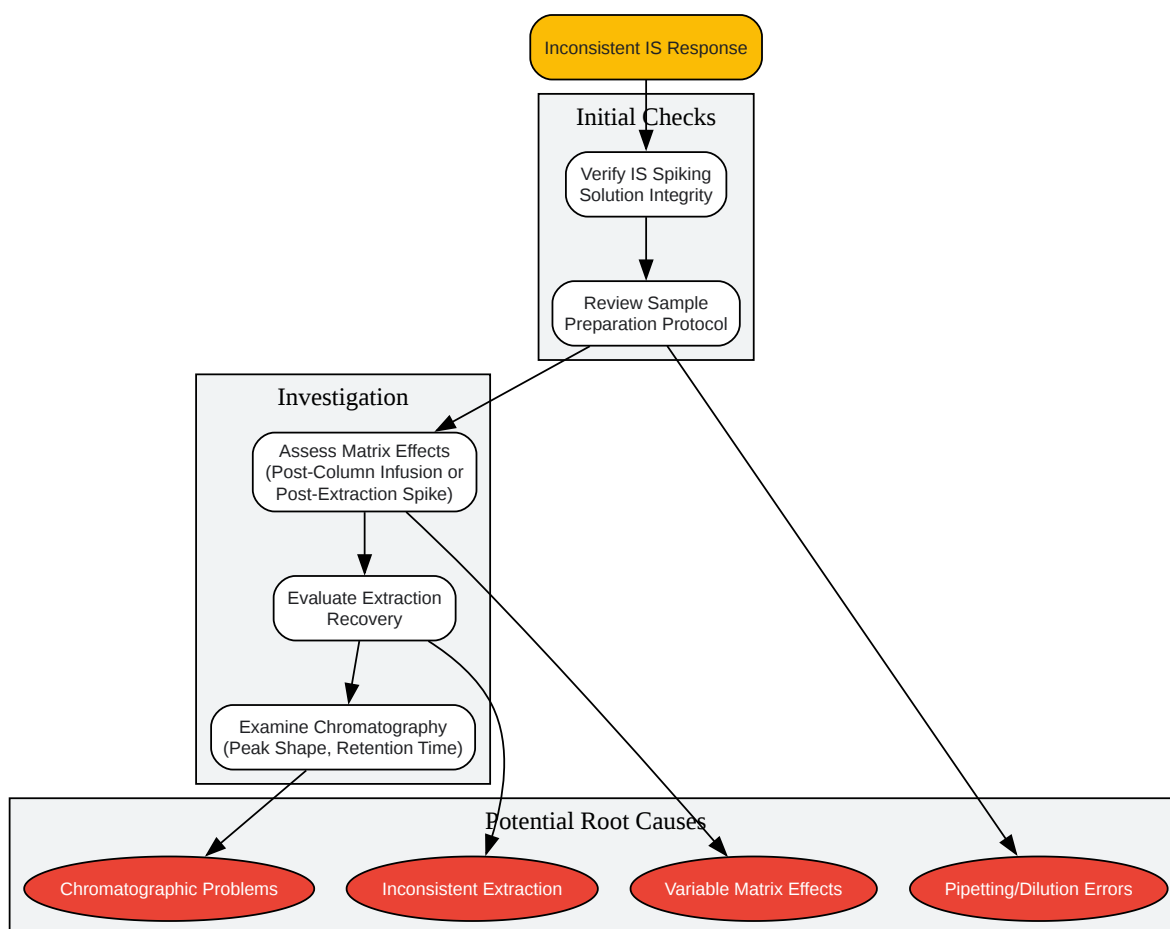 Inconsistent IS Response
Initial Checks
Verify IS Spiking
Solution Integrity
Review Sample
Preparation Protocol
Investigation
Assess Matrix Effects
(Post-Column Infusion or
Post-Extraction Spike)
Evaluate Extraction
Recovery
Examine Chromatography
(Peak Shape, Retention Time)
Potential Root Causes
Chromatographic Problems
Inconsistent Extraction
Variable Matrix Effects
Pipetting/Dilution Errors